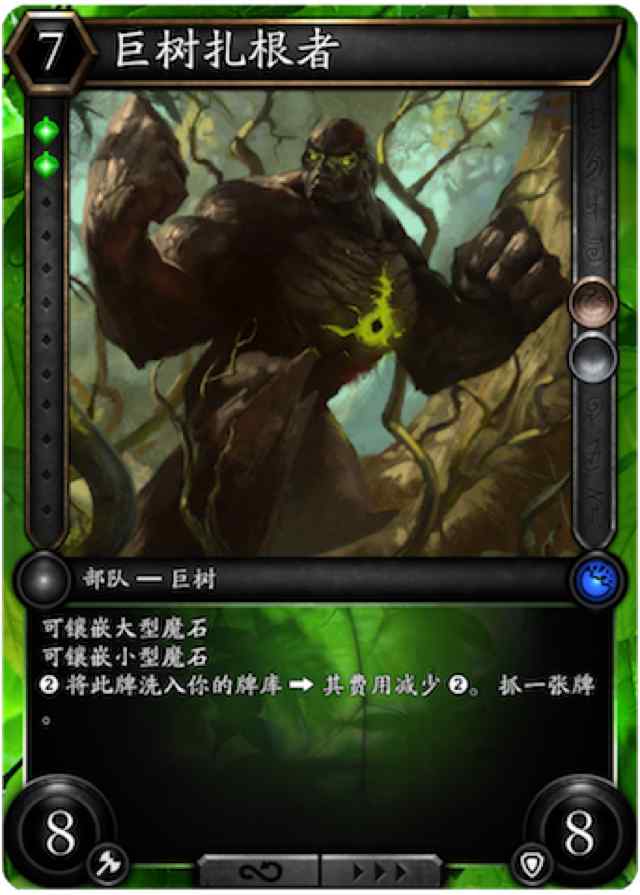 7 巨树扎根者
部队 — 巨树
可镶嵌大型魔石
可镶嵌小型魔石
❷ 将此牌洗入你的牌库 ➡ 其费用减少 ❷。 抓一张牌
。
8 8